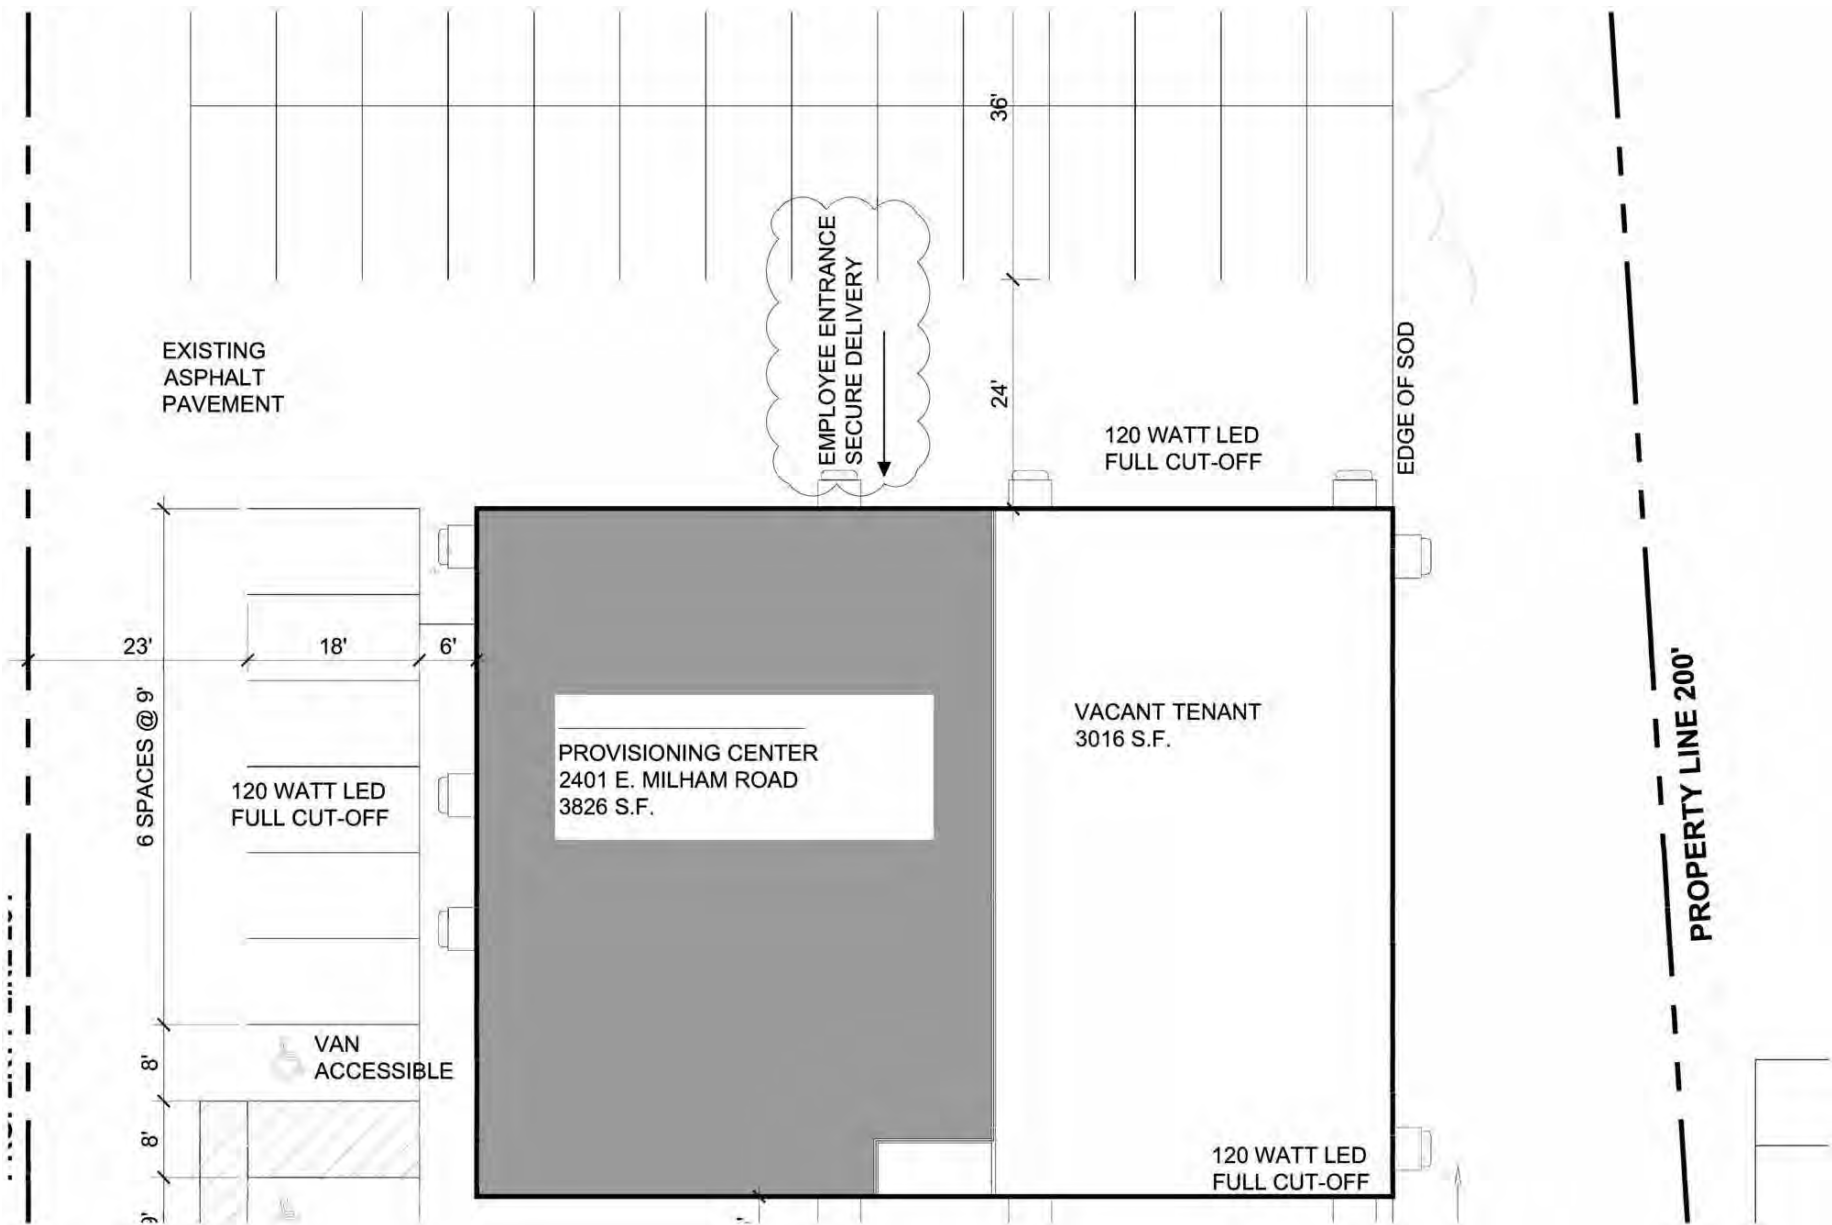 36'
EMPLOYEE ENTRANCE
SECURE DELIVERY
EXISTING
ASPHALT
PAVEMENT
24'
EDGE OF SOD
120 WATT LED
FULL CUT-OFF
23'
18'
6'
6 SPACES @ 9'
PROPERTY LINE 200'
VACANT TENANT
3016 S.F.
PROVISIONING CENTER
2401 E. MILHAM ROAD
3826 S.F.
120 WATT LED
FULL CUT-OFF
VAN
ACCESSIBLE
8'
8'
120 WATT LED
FULL CUT-OFF
9'